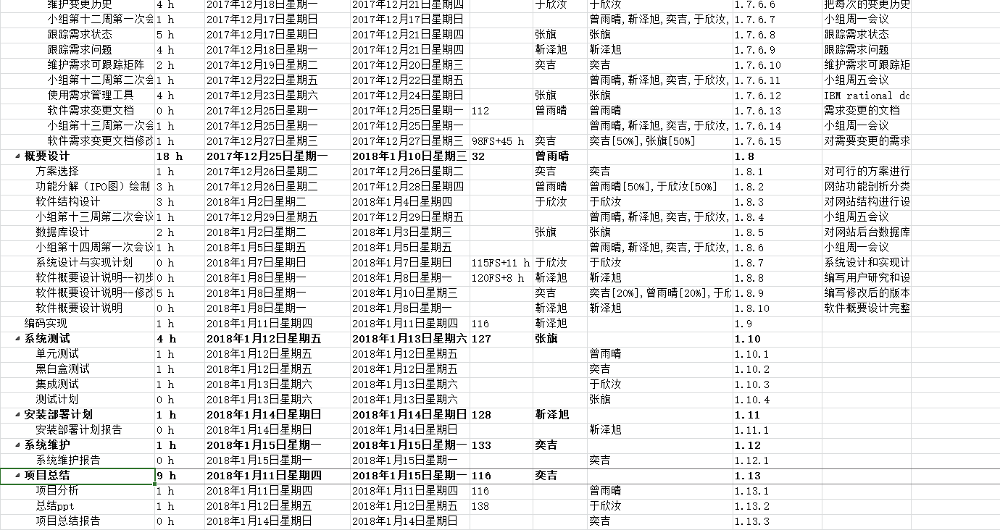 维护变更历史 4 h 2017年12月18日星期一 2017年12月21日星期四 于欣汝 于欣汝 1.7.6.6 把每次的变更历史
小组第十二周第一次会 1 h 2017年12月17日星期日 2017年12月17日星期日 曾雨晴,靳泽旭,奕吉,于欣汝, 1.7.6.7 小组周一会议
跟踪需求状态 5 h 2017年12月17日星期日 2017年12月21日星期四 张旗 张旗 1.7.6.8 跟踪需求状态
跟踪需求问题 4 h 2017年12月18日星期一 2017年12月21日星期四 靳泽旭 靳泽旭 1.7.6.9 跟踪需求问题
维护需求可跟踪矩阵 2 h 2017年12月19日星期二 2017年12月20日星期三 奕吉 奕吉 1.7.6.10 维护需求可跟踪矩
小组第十二周第二次会 1 h 2017年12月22日星期五 2017年12月22日星期五 曾雨晴,靳泽旭,奕吉,于欣汝, 1.7.6.11 小组周五会议
使用需求管理工具 4 h 2017年12月23日星期六 2017年12月24日星期日 张旗 张旗 1.7.6.12 IBM rational do
软件需求变更文档 0 h 2017年12月25日星期一 2017年12月25日星期一 112 曾雨晴 曾雨晴 1.7.6.13 需求变更的文档
小组第十三周第一次会 1 h 2017年12月25日星期一 2017年12月25日星期一 曾雨晴,靳泽旭,奕吉,于欣汝, 1.7.6.14 小组周一会议
软件需求变更文档修改 1 h 2017年12月27日星期三 2017年12月27日星期三 98FS+45 h 奕吉 奕吉[50%],张旗[50%] 1.7.6.15 对需要变更的需求
概要设计 18 h 2017年12月25日星期一 2018年1月10日星期三 32 曾雨晴 1.8
方案选择 1 h 2017年12月26日星期二 2017年12月26日星期二 奕吉 奕吉 1.8.1 对可行的方案进行
功能分解（IPO图）绘制 3 h 2017年12月26日星期二 2017年12月28日星期四 曾雨晴 曾雨晴[50%],于欣汝[50%] 1.8.2 网站功能剖析分类
软件结构设计 3 h 2018年1月2日星期二 2018年1月4日星期四 于欣汝 于欣汝 1.8.3 对网站结构进行设
小组第十三周第二次会议 1 h 2017年12月29日星期五 2017年12月29日星期五 曾雨晴,靳泽旭,奕吉,于欣汝, 1.8.4 小组周五会议
数据库设计 2 h 2018年1月2日星期二 2018年1月3日星期三 张旗 张旗 1.8.5 对网站后台数据库
小组第十四周第一次会议 1 h 2018年1月5日星期五 2018年1月5日星期五 曾雨晴,靳泽旭,奕吉,于欣汝, 1.8.6 小组周一会议
系统设计与实现计划 0 h 2018年1月7日星期日 2018年1月7日星期日 115FS+11 h 于欣汝 于欣汝 1.8.7 系统设计和实现计
软件概要设计说明--初步 0 h 2018年1月8日星期一 2018年1月8日星期一 120FS+8 h 靳泽旭 靳泽旭 1.8.8 编写用户研究和设
软件概要设计说明--修改 5 h 2018年1月8日星期一 2018年1月10日星期三 奕吉 奕吉[20%],曾雨晴[20%],于欣 1.8.9 编写修改后的版本
软件概要设计说明 0 h 2018年1月8日星期一 2018年1月8日星期一 靳泽旭 靳泽旭 1.8.10 软件概要设计完整
编码实现 1 h 2018年1月11日星期四 2018年1月11日星期四 116 靳泽旭 1.9
系统测试 4 h 2018年1月12日星期五 2018年1月13日星期六 127 张旗 1.10
单元测试 1 h 2018年1月12日星期五 2018年1月12日星期五 曾雨晴 1.10.1
黑白盒测试 1 h 2018年1月12日星期五 2018年1月12日星期五 奕吉 1.10.2
集成测试 1 h 2018年1月13日星期六 2018年1月13日星期六 于欣汝 1.10.3
测试计划 0 h 2018年1月13日星期六 2018年1月13日星期六 张旗 1.10.4
安装部署计划 1 h 2018年1月14日星期日 2018年1月14日星期日 128 靳泽旭 1.11
安装部署计划报告 0 h 2018年1月14日星期日 2018年1月14日星期日 靳泽旭 1.11.1
系统维护 1 h 2018年1月15日星期一 2018年1月15日星期一 133 奕吉 1.12
系统维护报告 0 h 2018年1月15日星期一 2018年1月15日星期一 奕吉 1.12.1
项目总结 9 h 2018年1月11日星期四 2018年1月15日星期一 116 奕吉 1.13
项目分析 1 h 2018年1月11日星期四 2018年1月11日星期四 116 曾雨晴 1.13.1
总结ppt 1 h 2018年1月12日星期五 2018年1月12日星期五 138 于欣汝 1.13.2
项目总结报告 0 h 2018年1月14日星期日 2018年1月14日星期日 奕吉 1.13.3